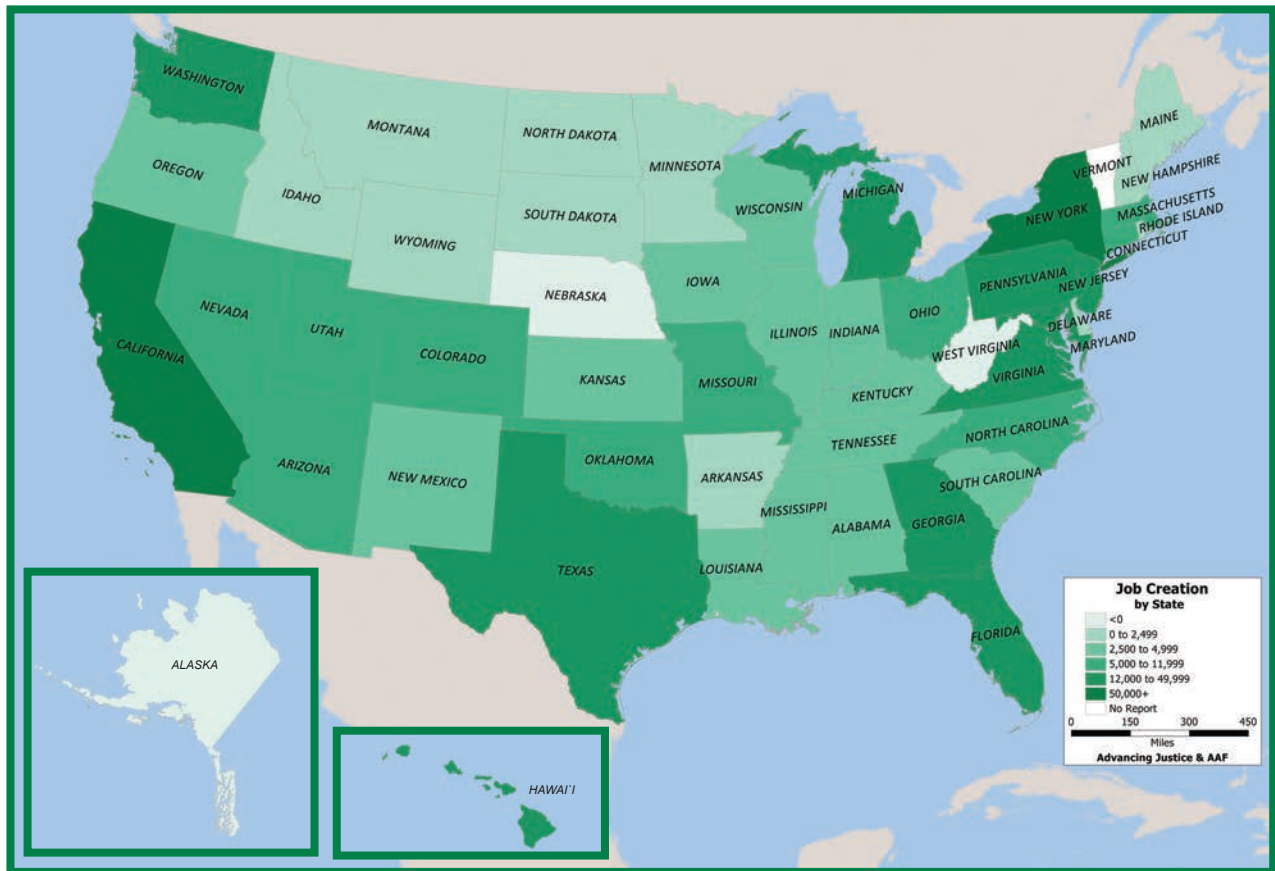 WASHINGTON
MONTANA
NORTH DAKOTA
MINNESOTA
MAINE
VERMONT
NEW HAMPSHIRE
OREGON
IDAHO
SOUTH DAKOTA
WISCONSIN
MICHIGAN
NEW YORK
MASSACHUSETTS
RHODE ISLAND
CONNECTICUT
WYOMING
NEBRASKA
IOWA
PENNSYLVANIA
NEW JERSEY
NEVADA
UTAH
COLORADO
CALIFORNIA
KANSAS
MISSOURI
ILLINOIS
INDIANA
OHIO
DELAWARE
WEST VIRGINIA
MARYLAND
VIRGINIA
KENTUCKY
ARIZONA
NEW MEXICO
OKLAHOMA
ARKANSAS
TENNESSEE
NORTH CAROLINA
SOUTH CAROLINA
MISSISSIPPI
ALABAMA
GEORGIA
TEXAS
LOUISIANA
FLORIDA
ALASKA
HAWAI`I
Job Creation
by State
<0
0 to 2,499
2,500 to 4,999
5,000 to 11,999
12,000 to 49,999
50,000+
No Report
0 150 300 450
Miles
Advancing Justice & AAF